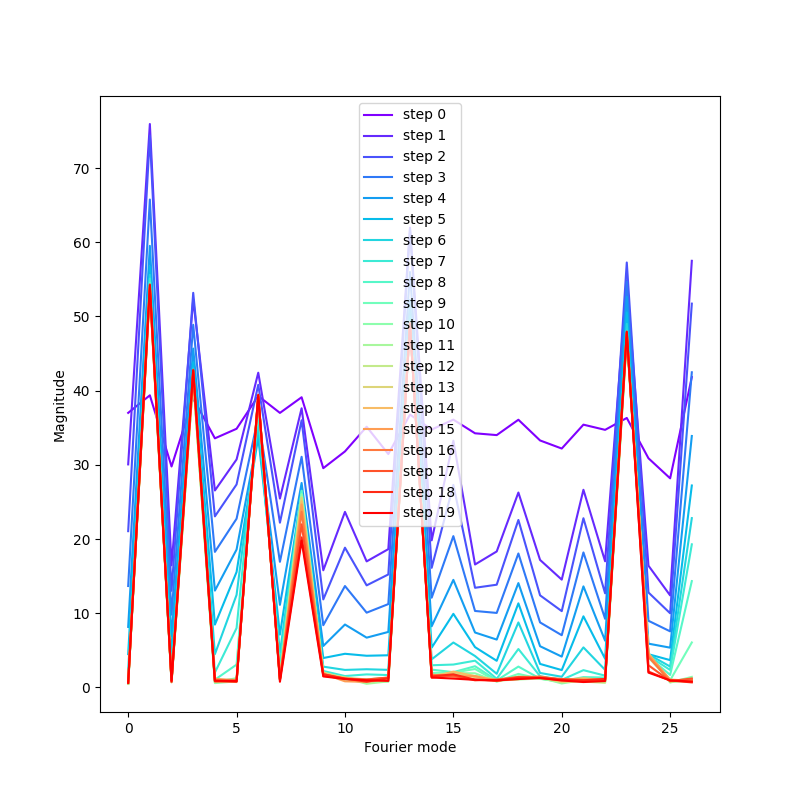 70
60
50
40
30
20
10
0
Magnitude
step 0
step 1
step 2
step 3
step 4
step 5
step 6
step 7
step 8
step 9
step 10
step 11
step 12
step 13
step 14
step 15
step 16
step 17
step 18
step 19
0 5 10 15 20 25
Fourier mode